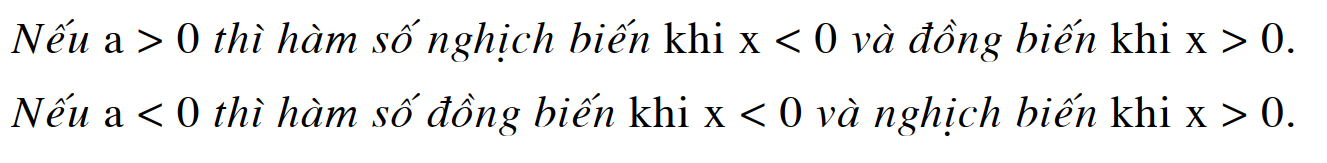 Nếu a > 0 thì hàm số nghịch biến khi x < 0 và đồng biến khi x > 0.
Nếu a < 0 thì hàm số đồng biến khi x < 0 và nghịch biến khi x > 0.